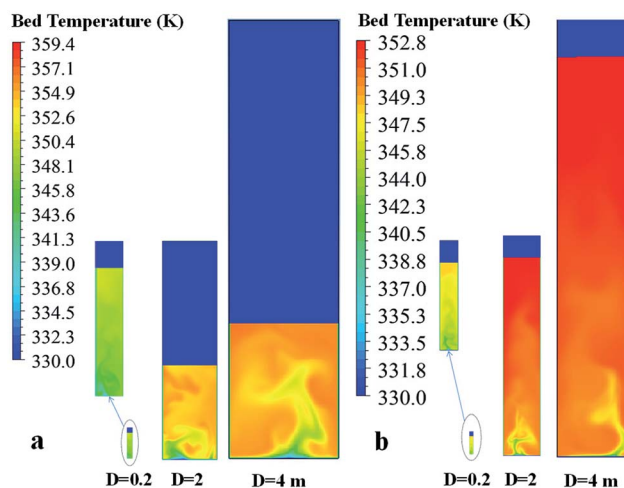 Bed Temperature (K)
359.4
357.1
354.9
352.6
350.4
348.1
345.8
343.6
341.3
339.0
336.8
334.5
332.3
330.0
a
D=0.2
D=2
D=4 m
Bed Temperature (K)
352.8
351.0
349.3
347.5
345.8
344.0
342.3
340.5
338.8
337.0
335.3
333.5
331.8
330.0
b
D=0.2
D=2
D=4 m